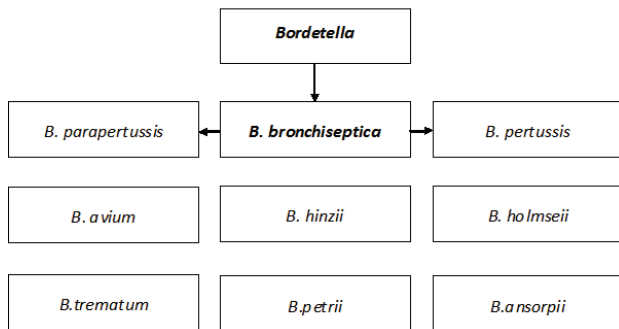 Bordetella
B. parapertussis
B. bronchiseptica
B. pertussis
B. avium
B. hinzii
B. holmseii
B.trematum
B.petrii
B.ansorpii